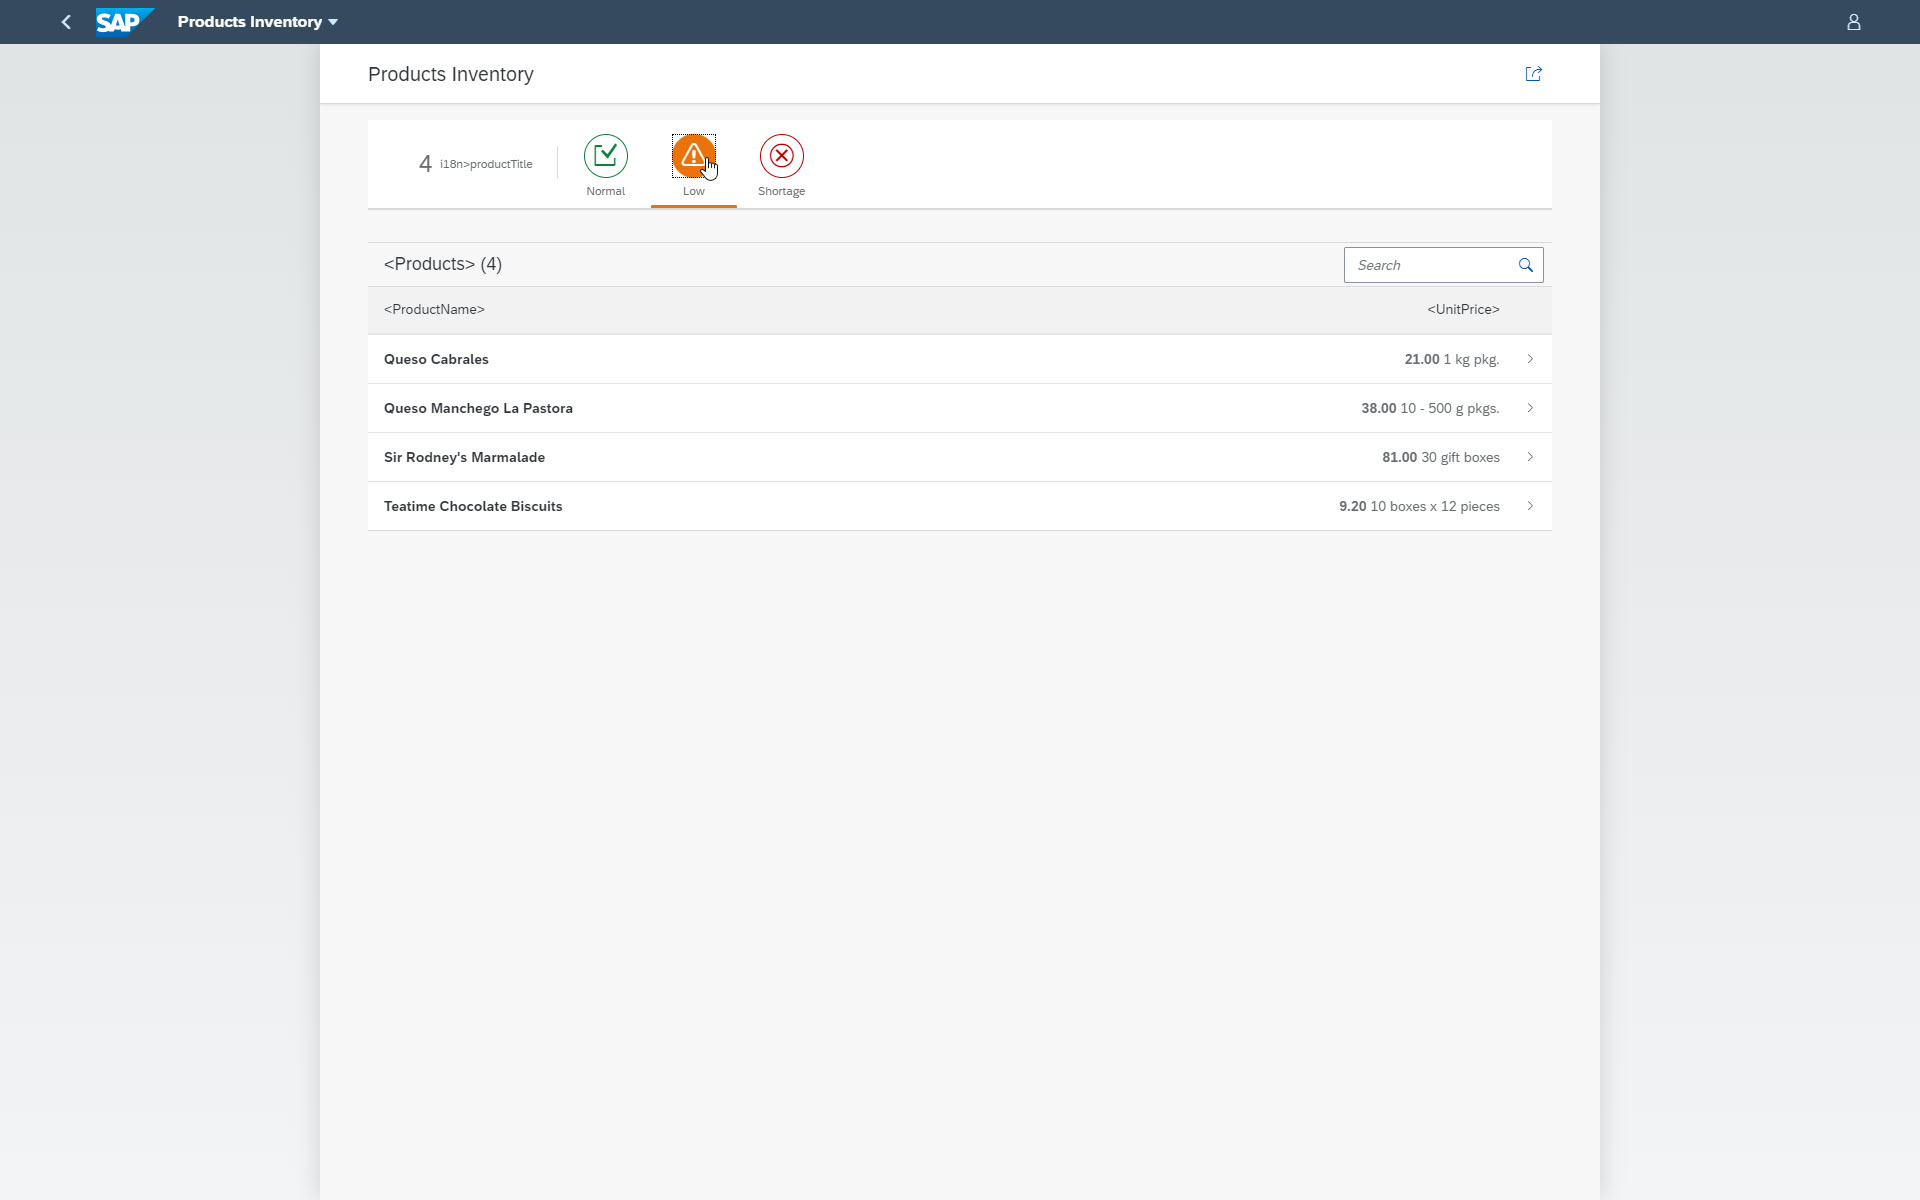 SAP Products Inventory
Products Inventory
4 i18n>productTitle
Normal
Low
Shortage
<Products> (4)
Search
<ProductName> <UnitPrice>
Queso Cabrales 21.00 1 kg pkg.
Queso Manchego La Pastora 38.00 10 - 500 g pkgs.
Sir Rodney's Marmalade 81.00 30 gift boxes
Teatime Chocolate Biscuits 9.20 10 boxes x 12 pieces